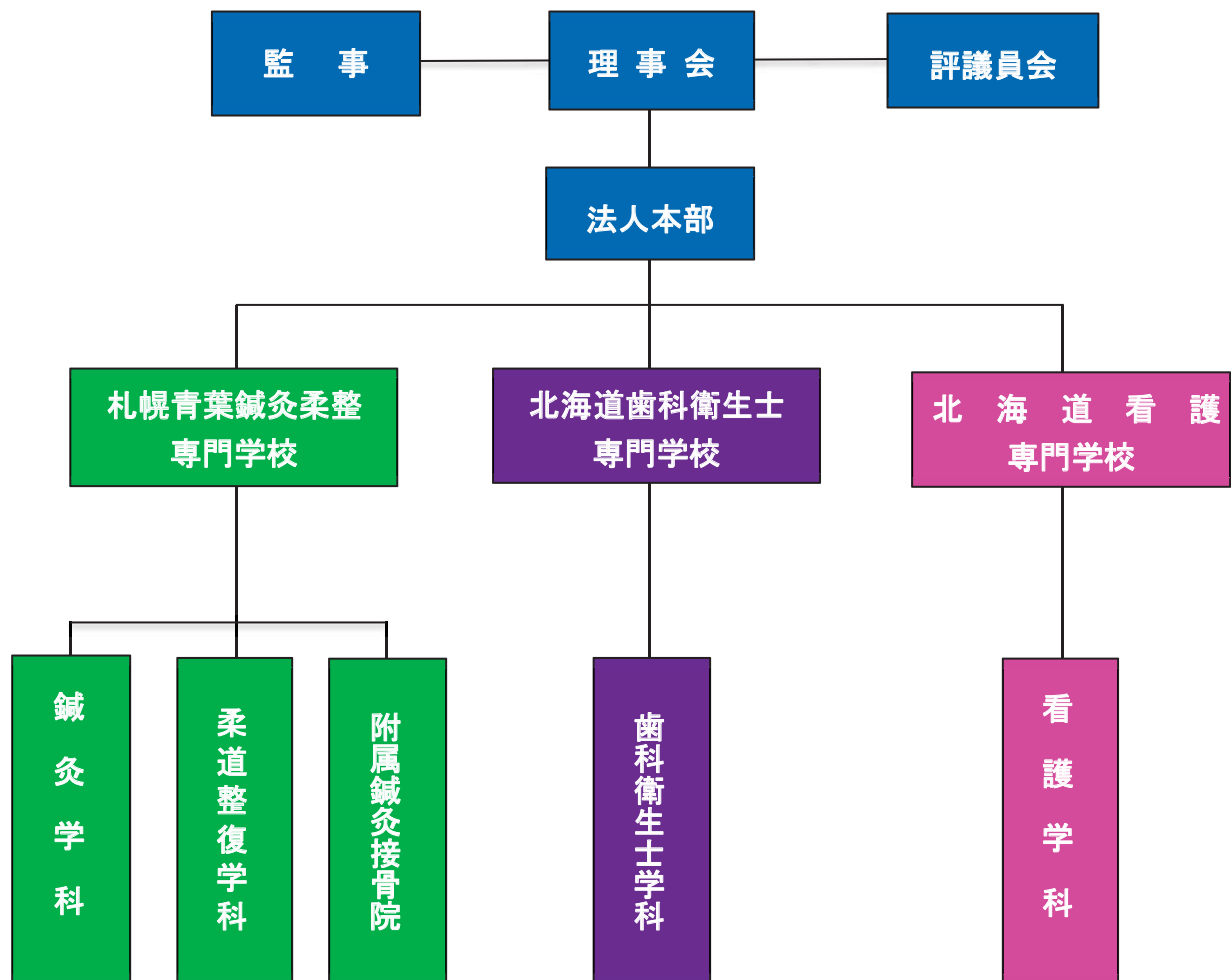 監事
理事会
評議員会
法人本部
札幌青葉鍼灸柔整
専門学校
北海道歯科衛生士
専門学校
北海道看護
専門学校
鍼灸学科
柔道整復学科
附属鍼灸接骨院
歯科衛生士学科
看護学科